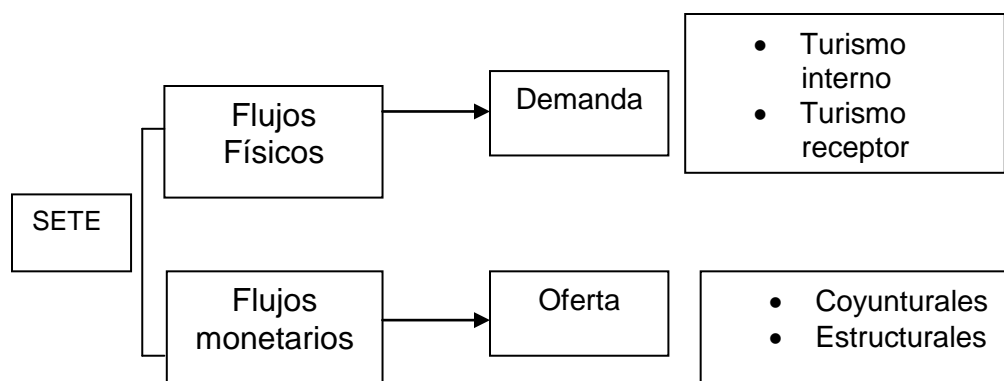 SETE
Flujos
Físicos
Demanda
• Turismo
interno
• Turismo
receptor
Flujos
monetarios
Oferta
• Coyunturales
• Estructurales